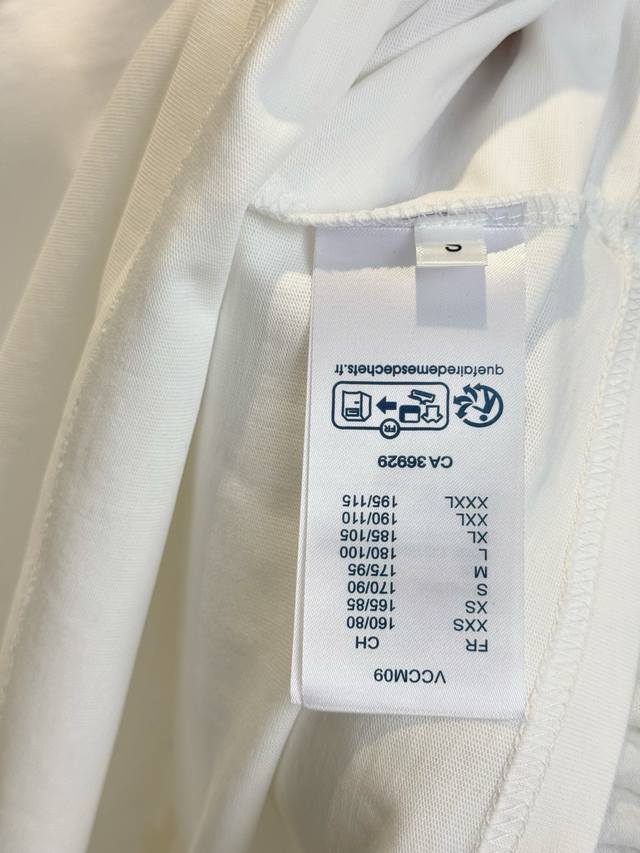 VCCM09
FR CH
XXS 160/80
XS 165/85
S 170/90
M 175/95
L 180/100
XL 185/105
XXL 190/110
XXXL 195/115
CA 36929
FR
quefairedemesdechets.fr
S